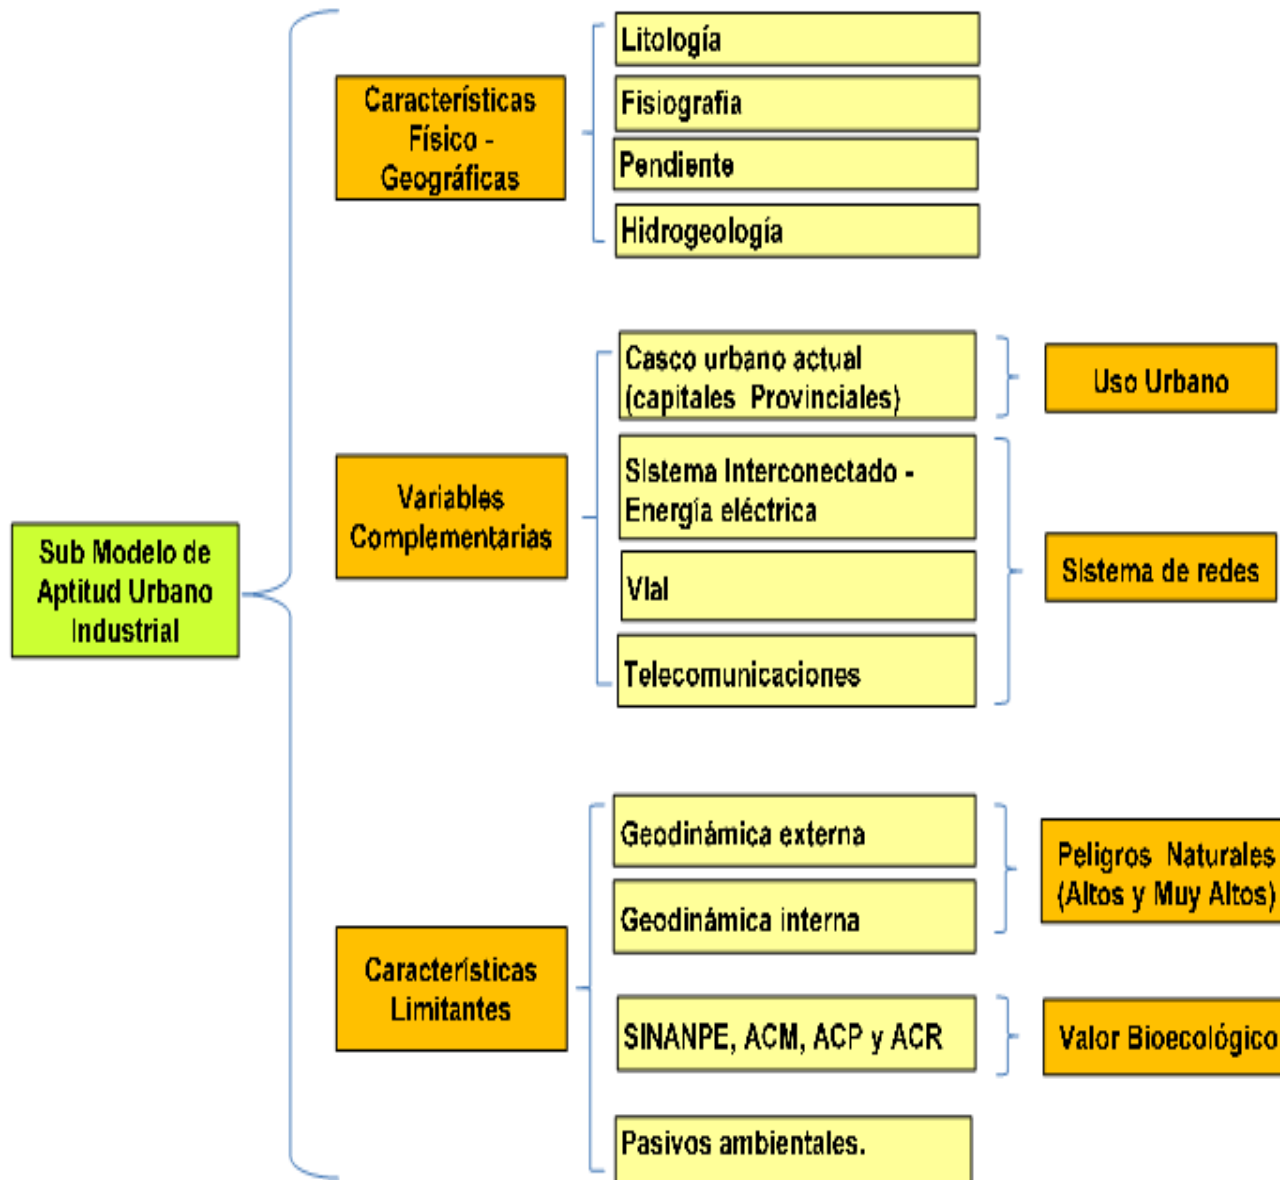 Sub Modelo de
Aptitud Urbano
Industrial
Características
Físico -
Geográficas
Litología
Fisiografia
Pendiente
Hidrogeología
Variables
Complementarias
Casco urbano actual
(capitales Provinciales)
Sistema Interconectado -
Energía eléctrica
Vial
Telecomunicaciones
Uso Urbano
Sistema de redes
Características
Limitantes
Geodinámica externa
Geodinámica interna
SINANPE, ACM, ACP y ACR
Pasivos ambientales.
Peligros Naturales
(Altos y Muy Altos)
Valor Bioecológico